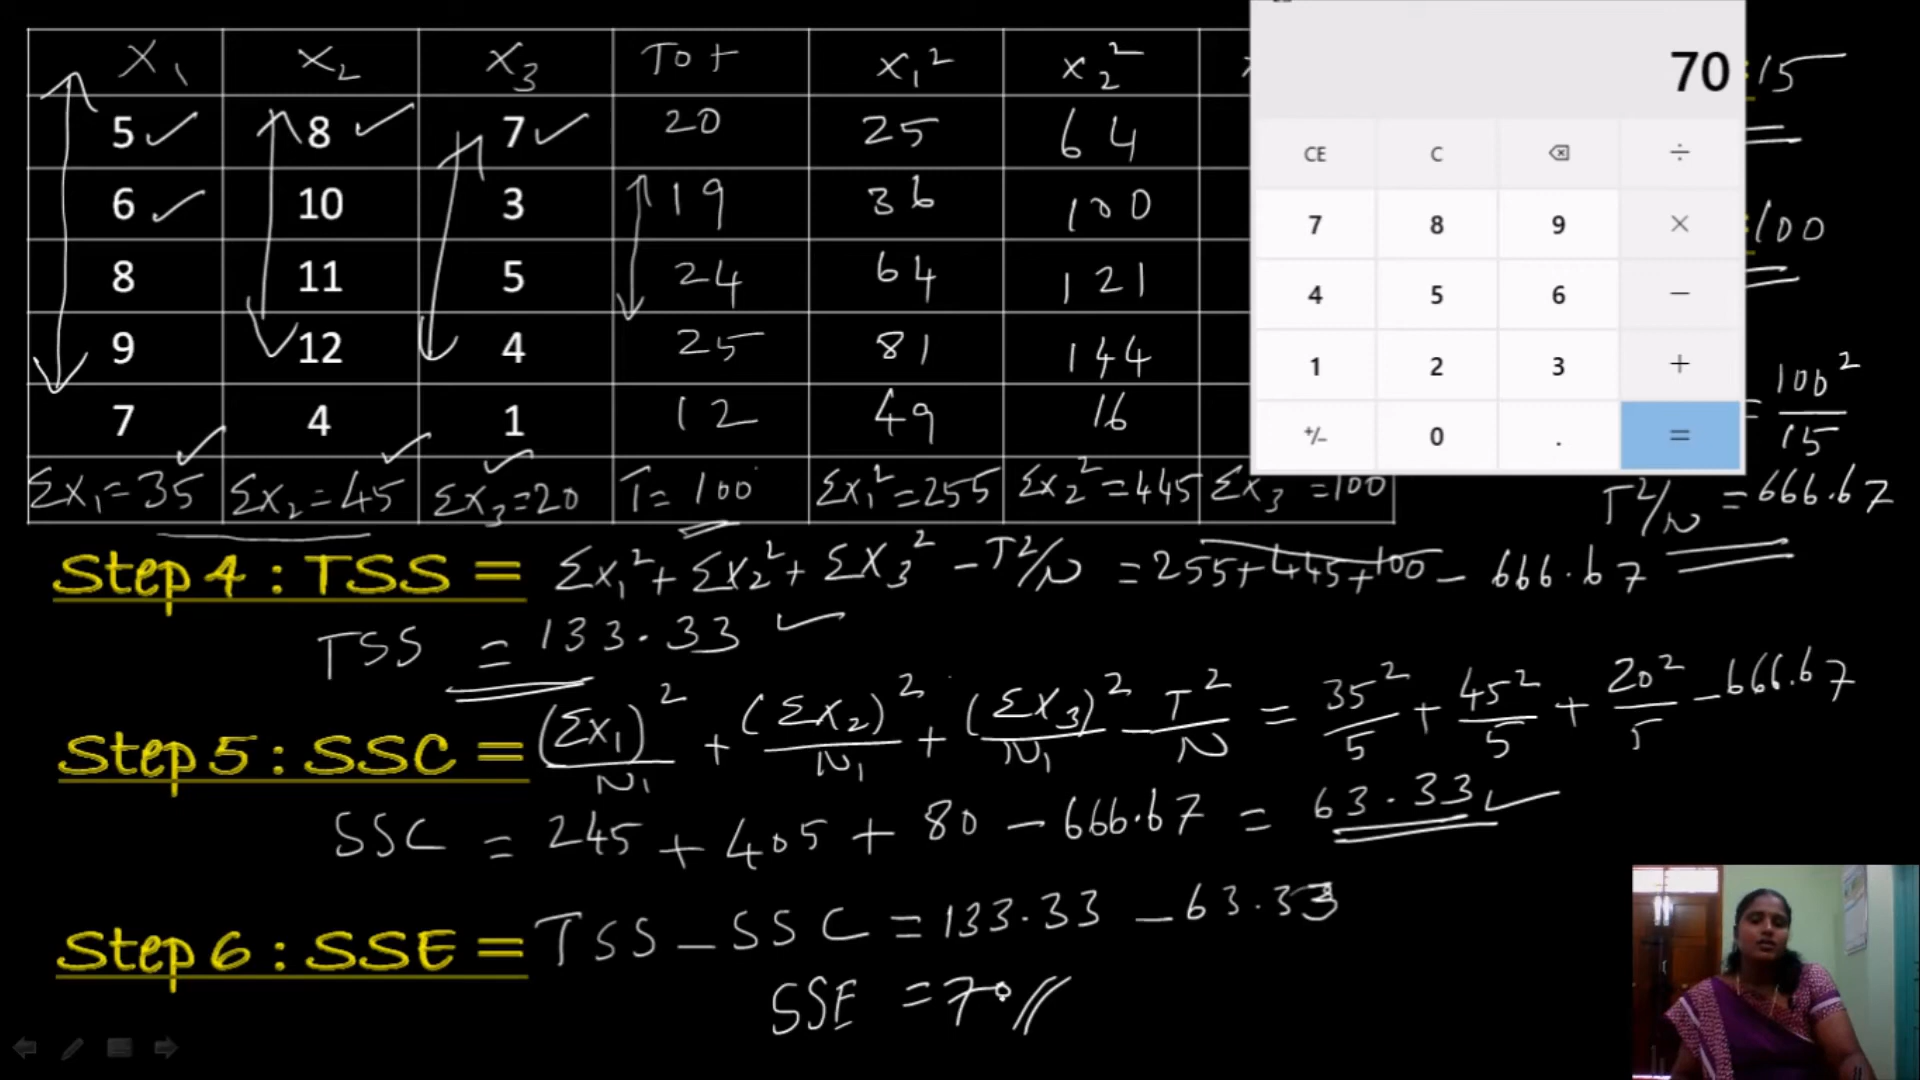 X₁ X₂ X₃ Tot X₁² X₂²
5 8 7 20 25 64
6 10 3 19 36 100
8 11 5 24 64 121
9 12 4 25 81 144
7 4 1 12 49 16
Σx₁=35 Σx₂=45 Σx₃=20 T=100 Σx₁²=255 Σx₂²=445 Σx₃ =100
70
CE C ÷
7 8 9 ×
4 5 6 −
1 2 3 +
+/- 0 . =
:15
:100
= 100²/15
T²/N = 666.67
Step 4 : TSS = Σx₁² + Σx₂² + Σx₃² - T²/N = 255+445+100 - 666.67
TSS = 133.33
Step 5 : SSC = (Σx₁)²/N₁ + (Σx₂)²/N₁ + (Σx₃)²/N₁ - T²/N = 35²/5 + 45²/5 + 20²/5 - 666.67
SSC = 245 + 405 + 80 - 666.67 = 63.33
Step 6 : SSE = TSS - SSC = 133.33 - 63.33
SSE = 70